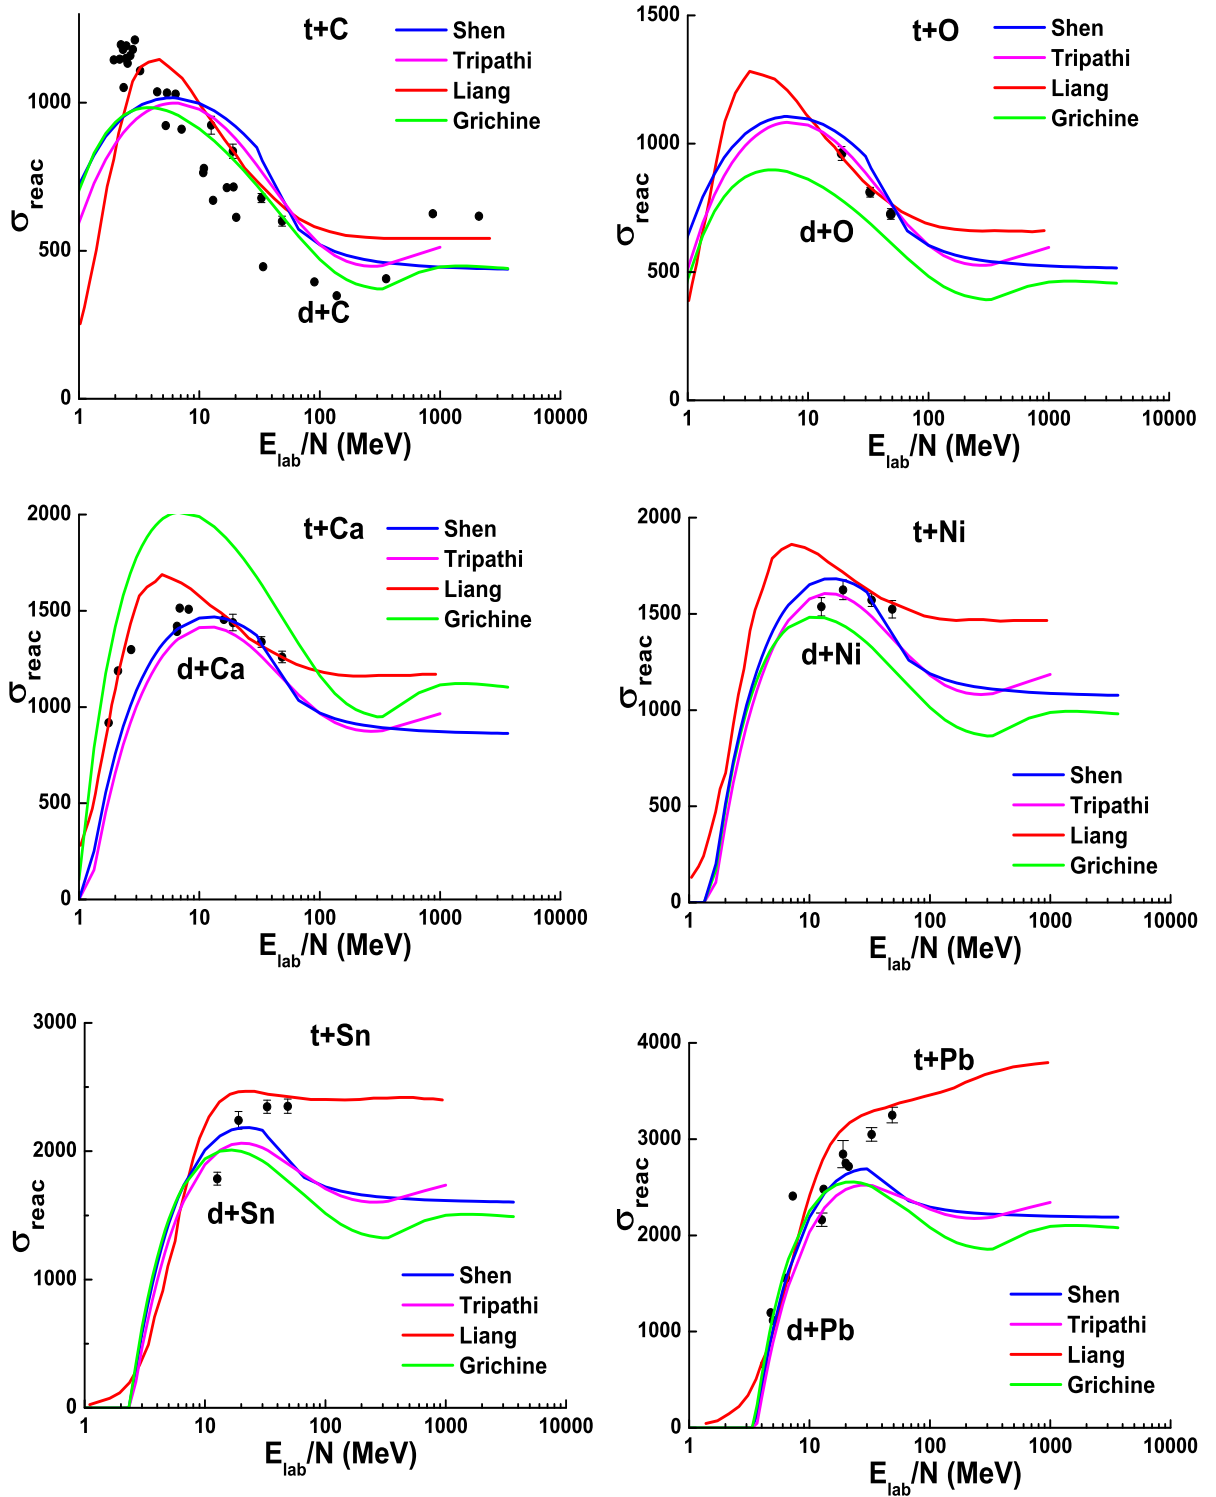 t+C
Shen
Tripathi
Liang
Grichine
1000
500
0
σreac
d+C
1 10 100 1000 10000
Elab/N (MeV)
t+O
Shen
Tripathi
Liang
Grichine
1500
1000
500
0
σreac
d+O
1 10 100 1000 10000
Elab/N (MeV)
t+Ca
Shen
Tripathi
Liang
Grichine
2000
1500
1000
500
0
σreac
d+Ca
1 10 100 1000 10000
Elab/N (MeV)
t+Ni
2000
1500
1000
500
0
σreac
d+Ni
Shen
Tripathi
Liang
Grichine
1 10 100 1000 10000
Elab/N (MeV)
t+Sn
3000
2000
1000
0
σreac
d+Sn
Shen
Tripathi
Liang
Grichine
1 10 100 1000 10000
Elab/N (MeV)
t+Pb
4000
3000
2000
1000
0
σreac
d+Pb
Shen
Tripathi
Liang
Grichine
1 10 100 1000 10000
Elab/N (MeV)